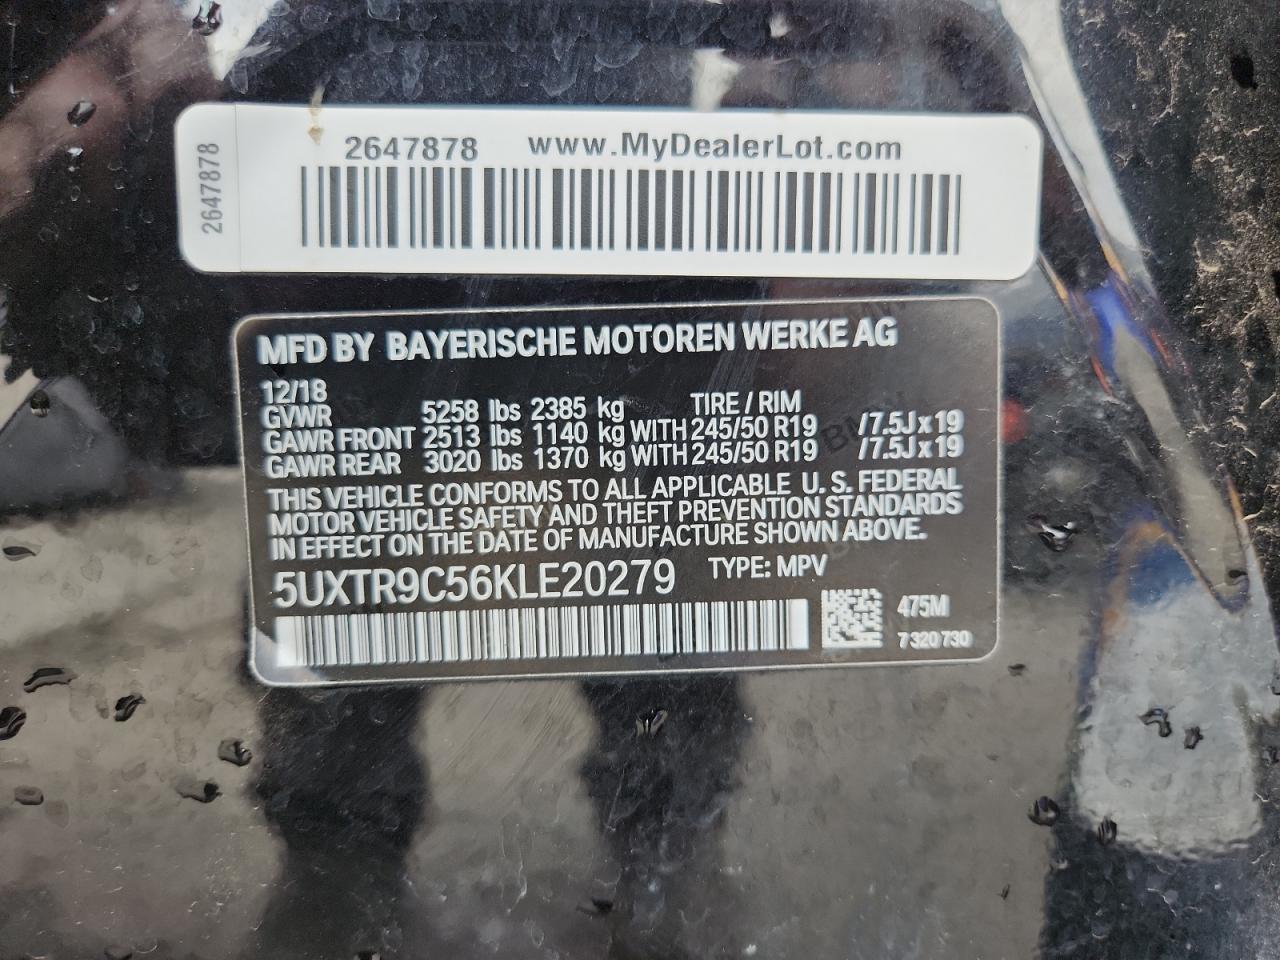 2647878
2647878 www.MyDealerLot.com
MFD BY BAYERISCHE MOTOREN WERKE AG
12/18
GVWR 5258 lbs 2385 kg TIRE / RIM
GAWR FRONT 2513 lbs 1140 kg WITH 245/50 R19 /7.5J x 19
GAWR REAR 3020 lbs 1370 kg WITH 245/50 R19 /7.5J x 19
THIS VEHICLE CONFORMS TO ALL APPLICABLE U. S. FEDERAL
MOTOR VEHICLE SAFETY AND THEFT PREVENTION STANDARDS
IN EFFECT ON THE DATE OF MANUFACTURE SHOWN ABOVE.
5UXTR9C56KLE20279 TYPE: MPV
475M
7 320 730